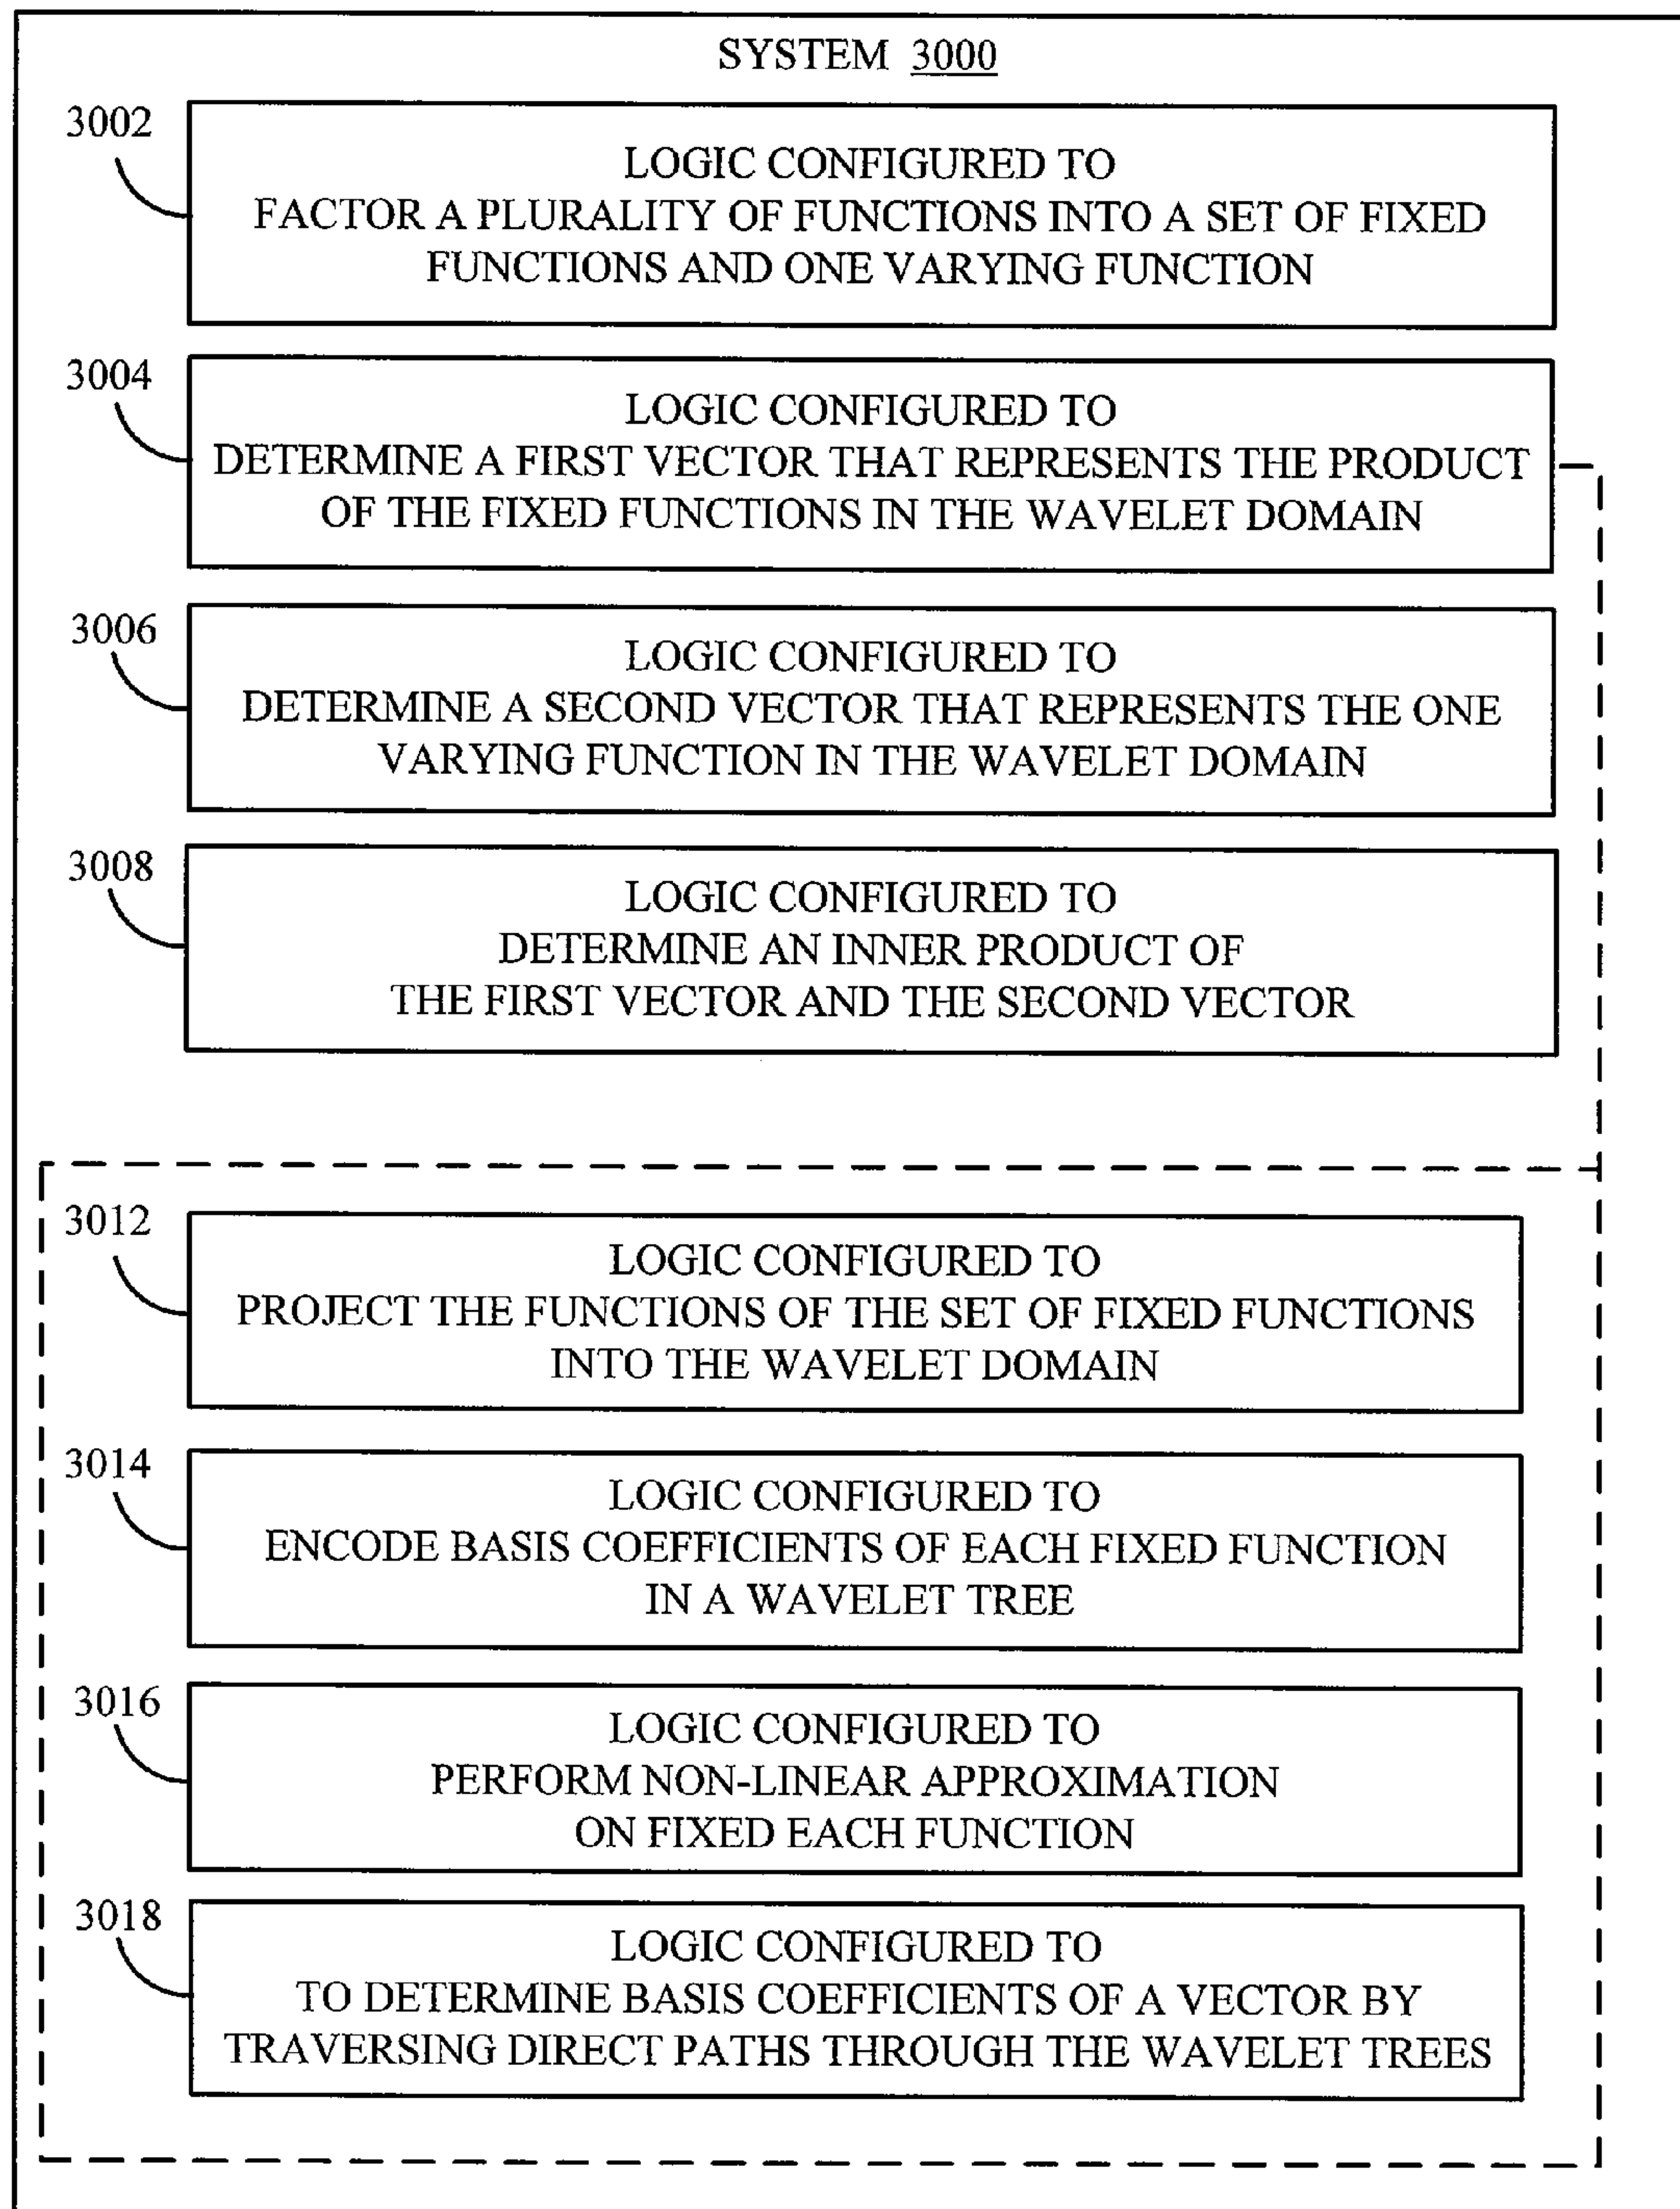 SYSTEM 3000
3002
LOGIC CONFIGURED TO
FACTOR A PLURALITY OF FUNCTIONS INTO A SET OF FIXED
FUNCTIONS AND ONE VARYING FUNCTION
3004
LOGIC CONFIGURED TO
DETERMINE A FIRST VECTOR THAT REPRESENTS THE PRODUCT
OF THE FIXED FUNCTIONS IN THE WAVELET DOMAIN
3006
LOGIC CONFIGURED TO
DETERMINE A SECOND VECTOR THAT REPRESENTS THE ONE
VARYING FUNCTION IN THE WAVELET DOMAIN
3008
LOGIC CONFIGURED TO
DETERMINE AN INNER PRODUCT OF
THE FIRST VECTOR AND THE SECOND VECTOR
3012
LOGIC CONFIGURED TO
PROJECT THE FUNCTIONS OF THE SET OF FIXED FUNCTIONS
INTO THE WAVELET DOMAIN
3014
LOGIC CONFIGURED TO
ENCODE BASIS COEFFICIENTS OF EACH FIXED FUNCTION
IN A WAVELET TREE
3016
LOGIC CONFIGURED TO
PERFORM NON-LINEAR APPROXIMATION
ON FIXED EACH FUNCTION
3018
LOGIC CONFIGURED TO
TO DETERMINE BASIS COEFFICIENTS OF A VECTOR BY
TRAVERSING DIRECT PATHS THROUGH THE WAVELET TREES